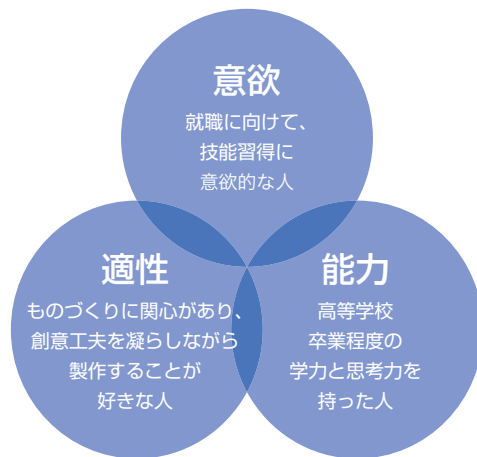 意欲
就職に向けて、
技能習得に
意欲的な人
適性
ものづくりに関心があり、
創意工夫を凝らしながら
製作することが
好きな人
能力
高等学校
卒業程度の
学力と思考力を
持った人